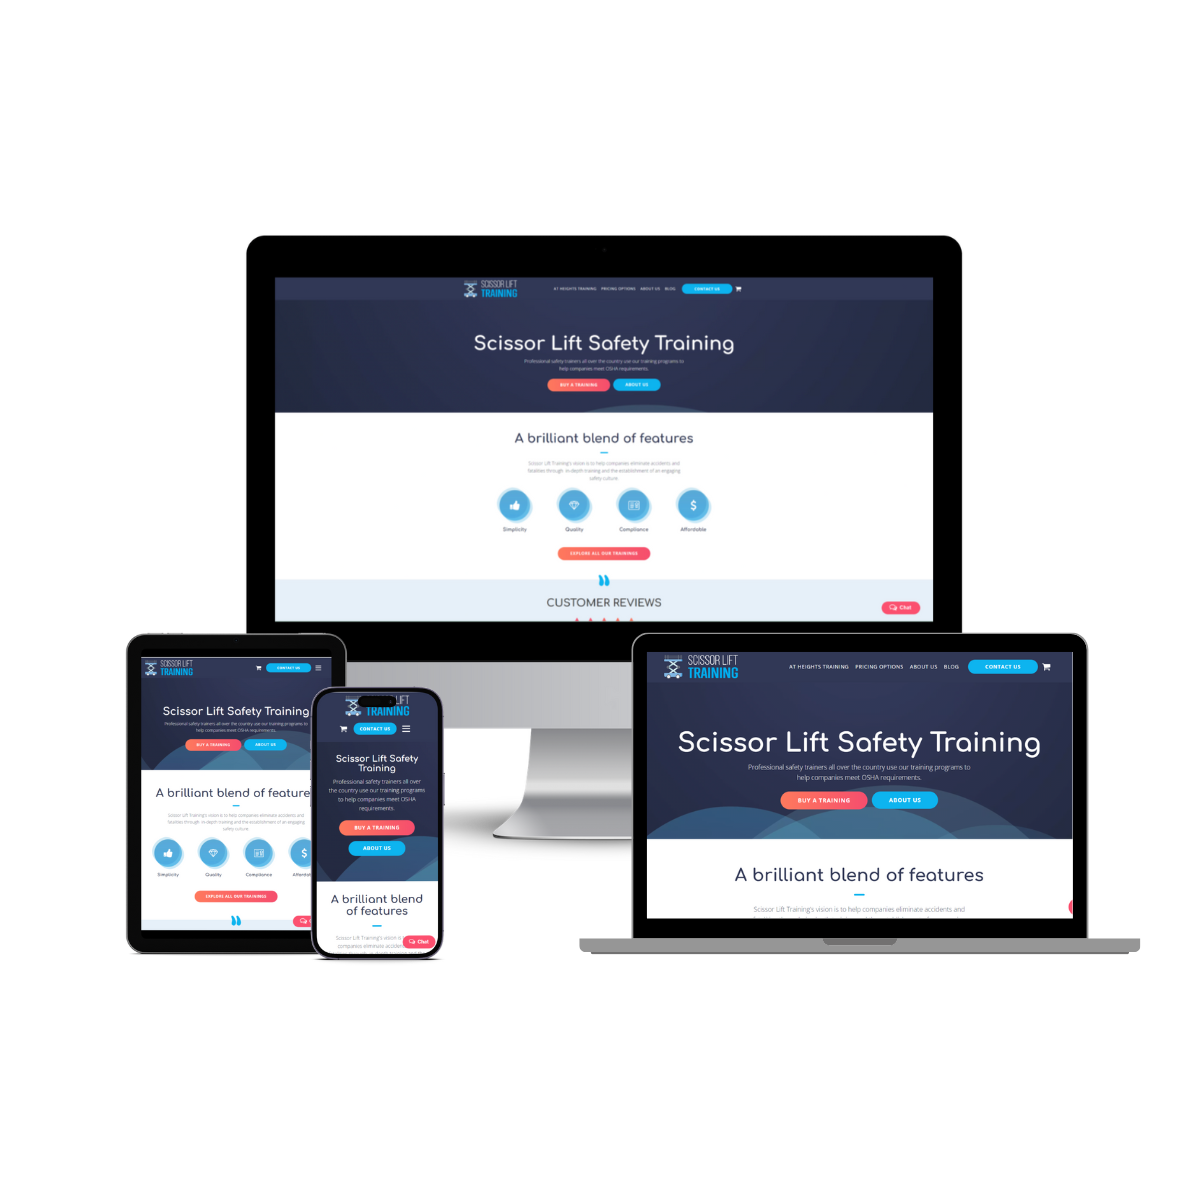 SCISSOR LIFT
TRAINING
AT HEIGHTS TRAINING PRICING OPTIONS ABOUT US BLOG CONTACT US
Scissor Lift Safety Training
Professional safety trainers all over the country use our training programs to
help companies meet OSHA requirements.
BUY A TRAINING ABOUT US
A brilliant blend of features
Scissor Lift Training's vision is to help companies eliminate accidents and
fatalities through in-depth training and the establishment of an engaging
safety culture.
Simplicity Quality Compliance Affordable
EXPLORE ALL OUR TRAININGS
CUSTOMER REVIEWS
Chat
SCISSOR LIFT
TRAINING
CONTACT US
Scissor Lift Safety Training
Professional safety trainers all over the country use our training programs to
help companies meet OSHA requirements.
BUY A TRAINING ABOUT US
A brilliant blend of feature
Scissor Lift Training's vision is to help companies eliminate accidents and
fatalities through in-depth training and the establishment of an engaging
safety culture.
Simplicity Quality Compliance Affordab
EXPLORE ALL OUR TRAININGS
LIFT
TRAINING
CONTACT US
Scissor Lift Safety
Training
Professional safety trainers all over
the country use our training programs
to help companies meet OSHA
requirements.
BUY A TRAINING
ABOUT US
A brilliant blend
of features
Scissor Lift Training's vision is
companies eliminate acciden
Chat
SCISSOR LIFT
TRAINING
AT HEIGHTS TRAINING PRICING OPTIONS ABOUT US BLOG CONTACT US
Scissor Lift Safety Training
Professional safety trainers all over the country use our training programs to
help companies meet OSHA requirements.
BUY A TRAINING ABOUT US
A brilliant blend of features
Scissor Lift Training's vision is to help companies eliminate accidents and